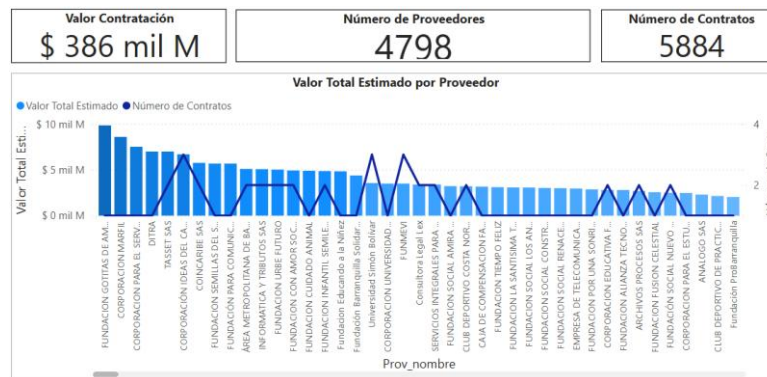 Valor Contratación
$ 386 mil M
Número de Proveedores
4798
Número de Contratos
5884
Valor Total Estimado por Proveedor
Valor Total Estimado Número de Contratos
Valor Total Esti...
$ 10 mil M
$ 5 mil M
$ 0 mil M
4
2
0
FUNDACION GOTITAS DE AM...
CORPORACION MARFIL
CORPORACION PARA EL SERV...
DITRA
TASSET SAS
CORPORACIÓN IDEAS DEL CA...
COINCARIBE SAS
FUNDACION SEMILLAS DEL S...
FUNDACIÓN PARA COMUNIC...
ÁREA METROPOLITANA DE BA...
INFORMATICA Y TRIBUTOS SAS
FUNDACION URBE FUTURO
FUNDACION CON AMOR SOC...
FUNDACION CUIDADO ANIMAL
FUNDACION INFANTIL SEMILE...
Fundacion Educando a la Niñez
Fundación Barranquilla Solidar...
Universidad Simón Bolívar
CORPORACION UNIVERSIDAD...
FUNMEVI
Consultora Legal Lex
SERVICIOS INTEGRALES PARA...
FUNDACION SOCIAL AMIRA...
CLUB DEPORTIVO COSTA NOR...
CAJA DE COMPENSACION FA...
FUNDACION TIEMPO FELIZ
FUNDACION LA SANTISIMA T...
FUNDACION SOCIAL LOS AN...
FUNDACION SOCIAL CONSTR...
FUNDACION SOCIAL RENACE...
EMPRESA DE TELECOMUNICA...
FUNDACION POR UNA SONRI...
CORPORACION EDUCATIVA F...
FUNDACION ALIANZA TECNO...
ARCHIVOS PROCESOS SAS
FUNDACION FUSION CELESTIAL
FUNDACIÓN SOCIAL NUEVO ...
CORPORACION PARA EL ESTU...
ANALOGO SAS
CLUB DEPORTIVO DE PRACTIC...
Fundación ProBarranquilla
Prov_nombre